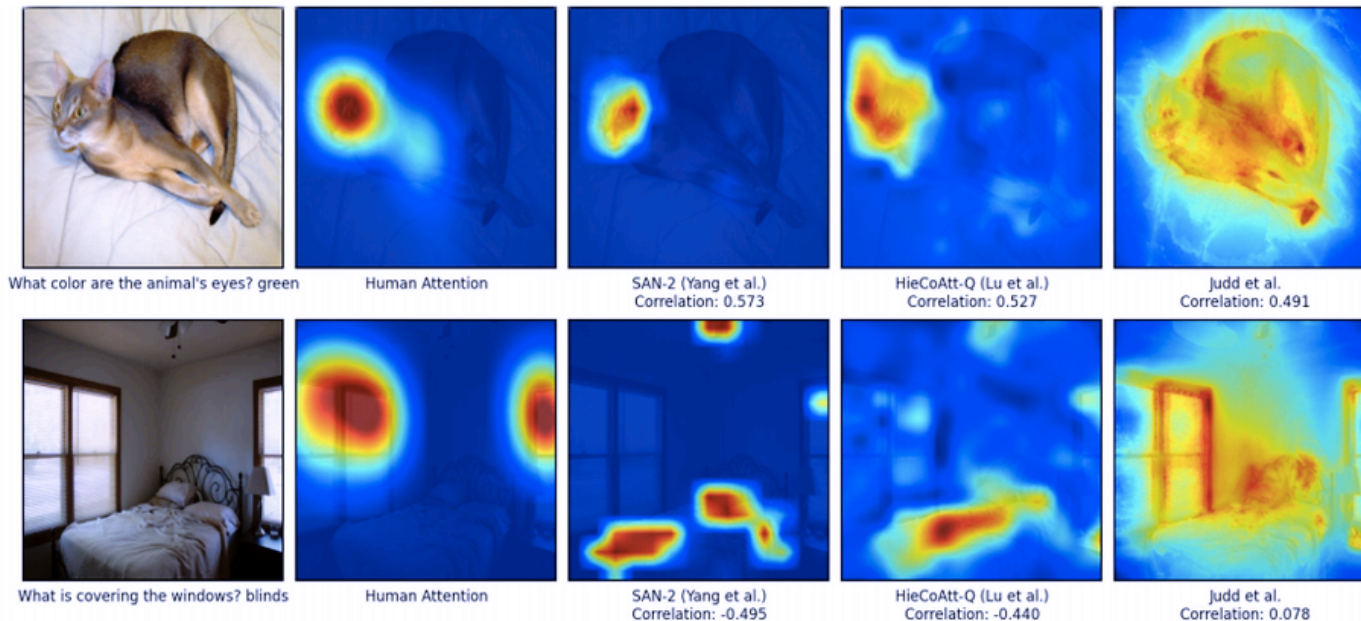 What color are the animal's eyes? green
Human Attention
SAN-2 (Yang et al.)
Correlation: 0.573
HieCoAtt-Q (Lu et al.)
Correlation: 0.527
Judd et al.
Correlation: 0.491
What is covering the windows? blinds
Human Attention
SAN-2 (Yang et al.)
Correlation: -0.495
HieCoAtt-Q (Lu et al.)
Correlation: -0.440
Judd et al.
Correlation: 0.078